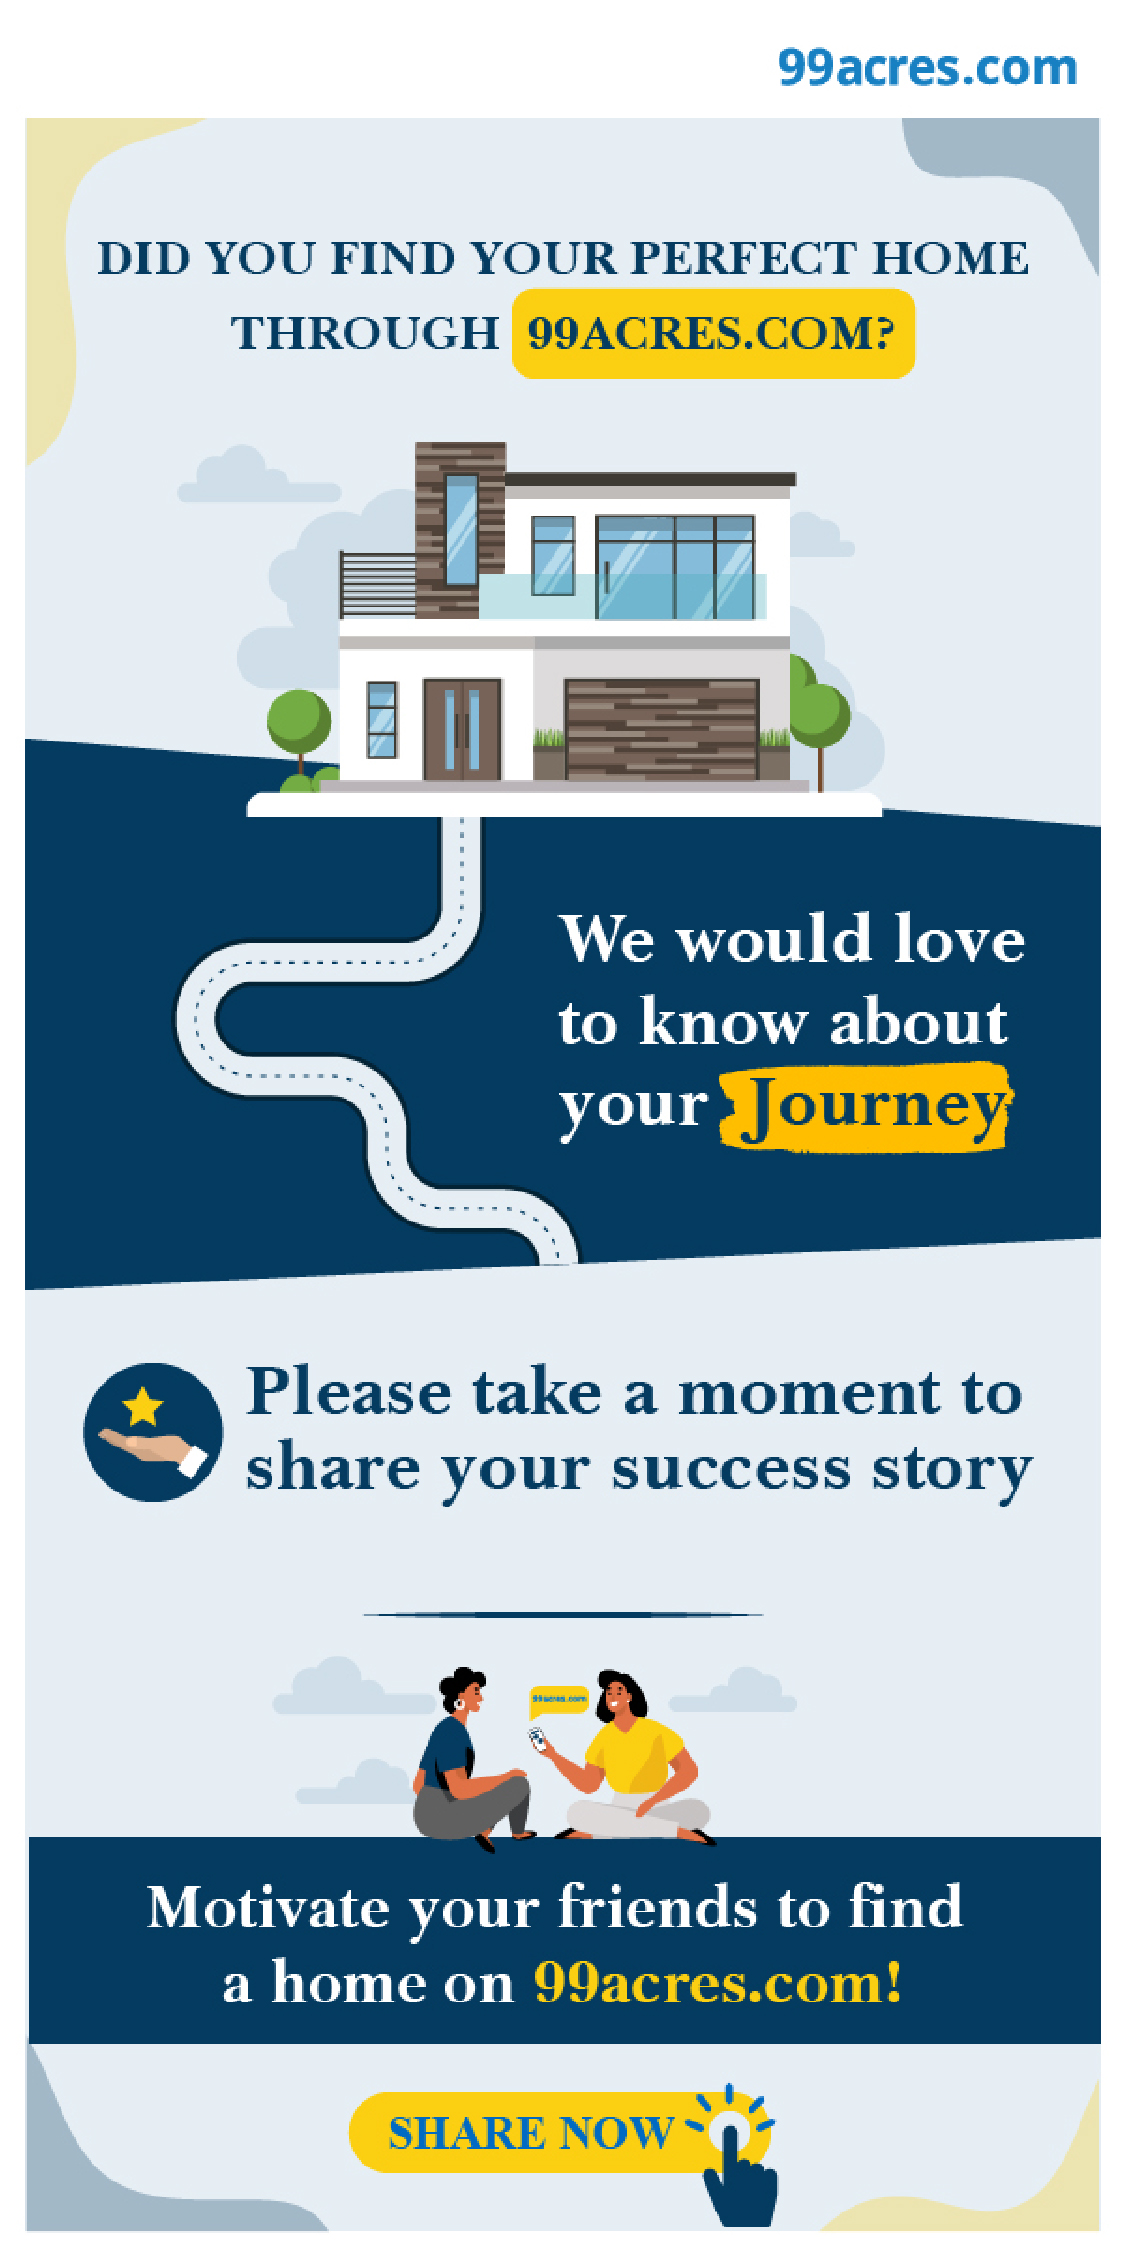 99acres.com
DID YOU FIND YOUR PERFECT HOME
THROUGH 99ACRES.COM?
We would love
to know about
your Journey
Please take a moment to
share your success story
99acres.com
Motivate your friends to find
a home on 99acres.com!
SHARE NOW